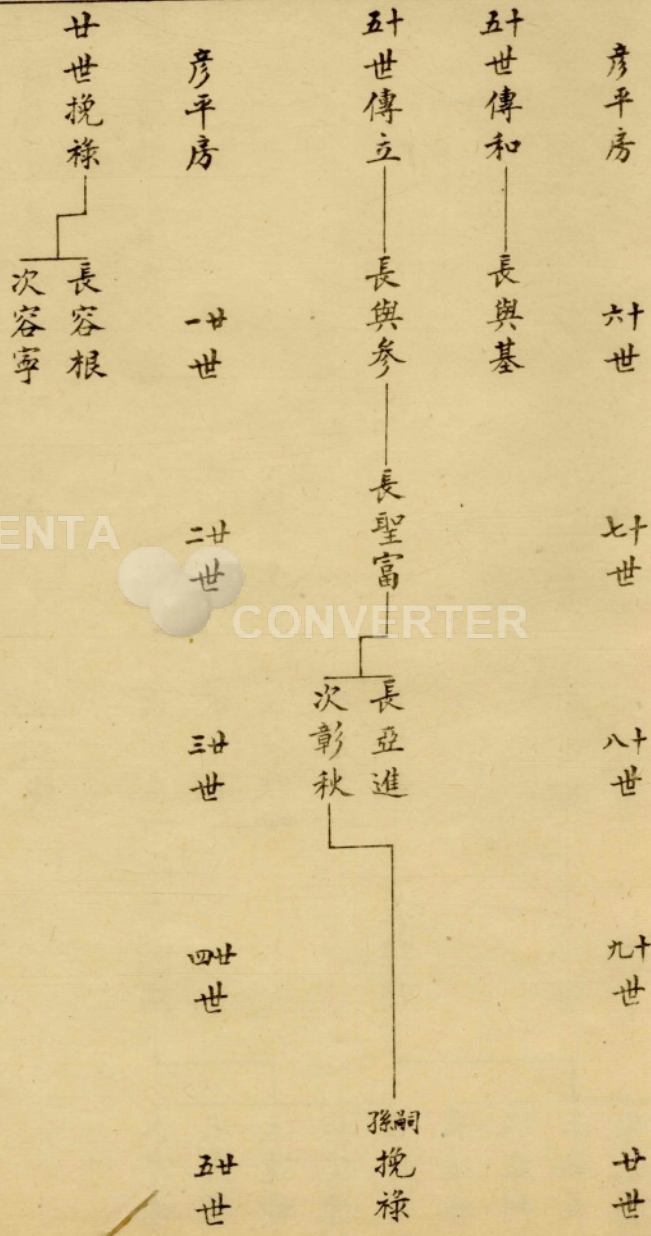 彦平房
十六世
十七世
十八世
十九世
廿世
十五世傳和
長與基
十五世傳立
長與參
長聖富
長亞進
次彰秋
嗣孫挽祿
彦平房
廿一世
廿二世
廿三世
廿四世
廿五世
廿世挽祿
長容根
次容寧
ENTA
CONVERTER